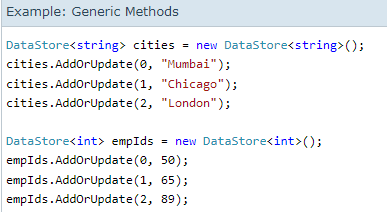 Example: Generic Methods
DataStore<string> cities = new DataStore<string>();
cities.AddOrUpdate(0, "Mumbai");
cities.AddOrUpdate(1, "Chicago");
cities.AddOrUpdate(2, "London");
DataStore<int> empIds = new DataStore<int>();
empIds.AddOrUpdate(0, 50);
empIds.AddOrUpdate(1, 65);
empIds.AddOrUpdate(2, 89);